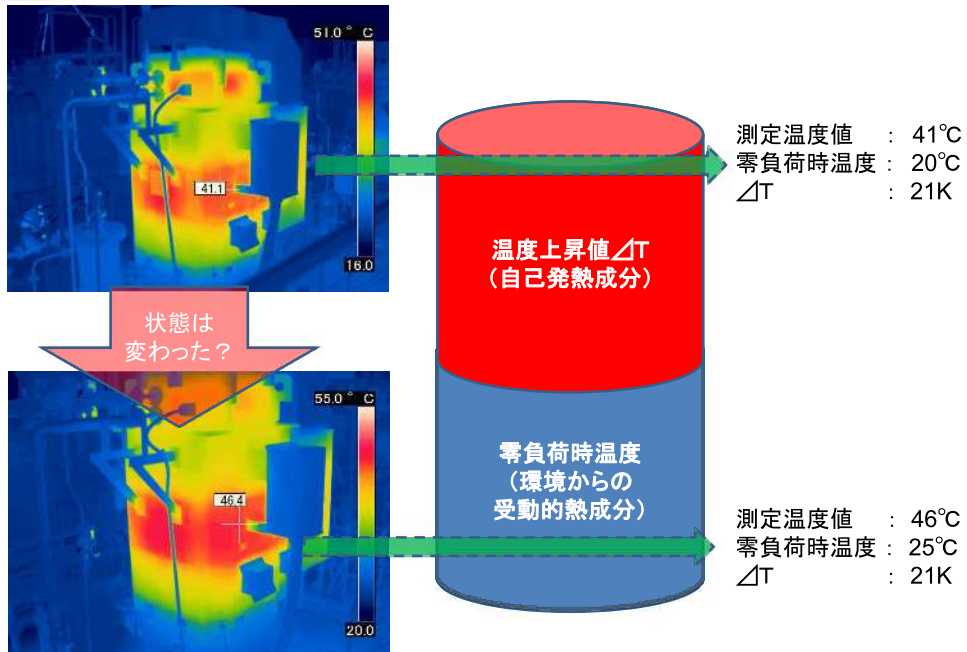 51.0 ° C
41.1
16.0
測定温度値 : 41℃
零負荷時温度 : 20℃
⊿T : 21K
温度上昇値⊿T
（自己発熱成分）
状態は
変わった？
55.0 ° C
46.4
20.0
零負荷時温度
（環境からの
受動的熱成分）
測定温度値 : 46℃
零負荷時温度 : 25℃
⊿T : 21K